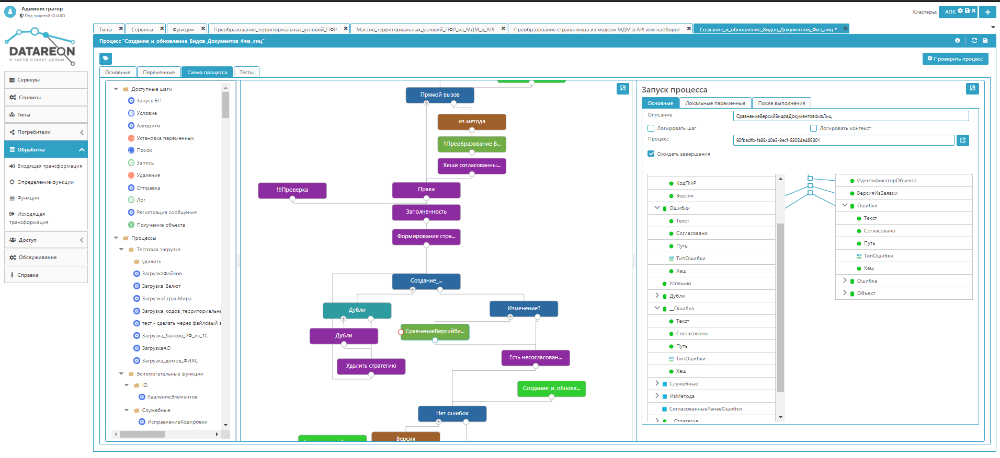 Администратор
Под защитой GUARD
Кластеры:
АПК
DATAREON
И ЧАСТИ СТАНУТ ЦЕЛЫМ
Серверы
Сервисы
Типы
Потребители
Обработка
Входящая трансформация
Определение функции
Функции
Исходящая
трансформация
Доступ
Обслуживание
Справка
Типы
Сервисы
Функции
Преобразование_территориальных_условий_ПФР
Массив_территориальных_условий_ПФР_из_МДМ_в_API
Преобразование страны мира из модели МДМ в API или наоборот
Создание_и_обновление_Видов_Документов_Физ_лиц *
Процесс "Создание_и_обновление_Видов_Документов_Физ_лиц"
Проверить процесс
Основные
Переменные
Схема процесса
Тесты
Доступные шаги
Запуск БП
Условие
Алгоритм
Установка переменных
Поиск
Запись
Удаление
Отправка
Лог
Регистрация сообщения
Получение объекта
Процессы
Тестовая загрузка
удалить
ЗагрузкаФайлов
Загрузка_Валют
ЗагрузкаСтранМира
Загрузка_кодов_территориальнь
тест - сделать через файловый а
Загрузка_банков_РФ_из_1С
ЗагрузкаАО
Загрузка_домов_ФИАС
Вспомогательные функции
IO
УдалениеЭлементов
Служебные
ИсправлениеКодировки
Прямой вызов
из метода
1Преобразование В...
Хеши согласованны...
!!!Проверка
Права
Заполненность
Формирование стра...
Создание_...
Дубли
Изменение?
СравнениеВерсийВи...
Дубли
Есть несогласован...
Удалить стратегию
Создание_и_обновл...
Нет ошибок
Версия
Запуск процесса
Основные
Локальные переменные
После выполнения
Описание
СравнениеВерсийВидовДокументовФизЛиц
Логировать шаг
Логировать контекст
Процесс
92fbadfb-fa88-40a3-9ecf-58024e485801
Ожидать завершения
КодПФР
Версия
Ошибки
Текст
Согласовано
Путь
ТипОшибки
Хеш
Успешно
Дубли
__Ошибка
Текст
Согласовано
Путь
ТипОшибки
Хеш
Служебные
ИзМетода
СогласованныеРанееОшибки
__Стратегия
ИдентификаторОбъекта
ВерсияИзЗаявки
Ошибки
Текст
Согласовано
Путь
ТипОшибки
Хеш
Ошибка
Объект